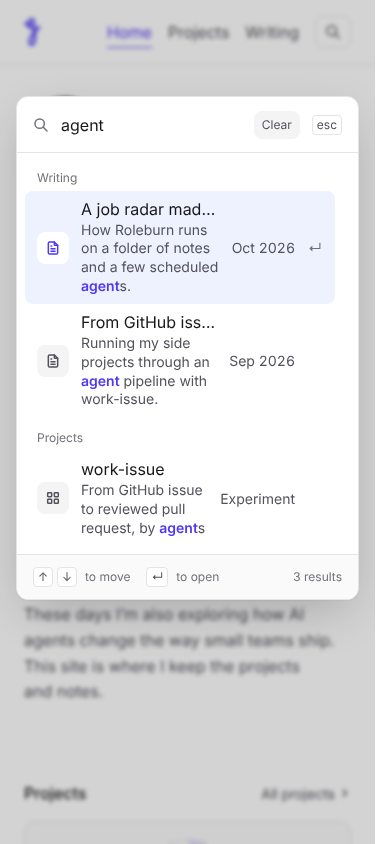 Home Projects Writing
agent Clear esc
Writing
A job radar mad...
How Roleburn runs
on a folder of notes
and a few scheduled
agents.
Oct 2026
From GitHub iss...
Running my side
projects through an
agent pipeline with
work-issue.
Sep 2026
Projects
work-issue
From GitHub issue
to reviewed pull
request, by agents
Experiment
↑ ↓ to move ↵ to open 3 results
These days I'm also exploring how AI
agents change the way small teams ship.
This site is where I keep the projects
and notes.
Projects All projects